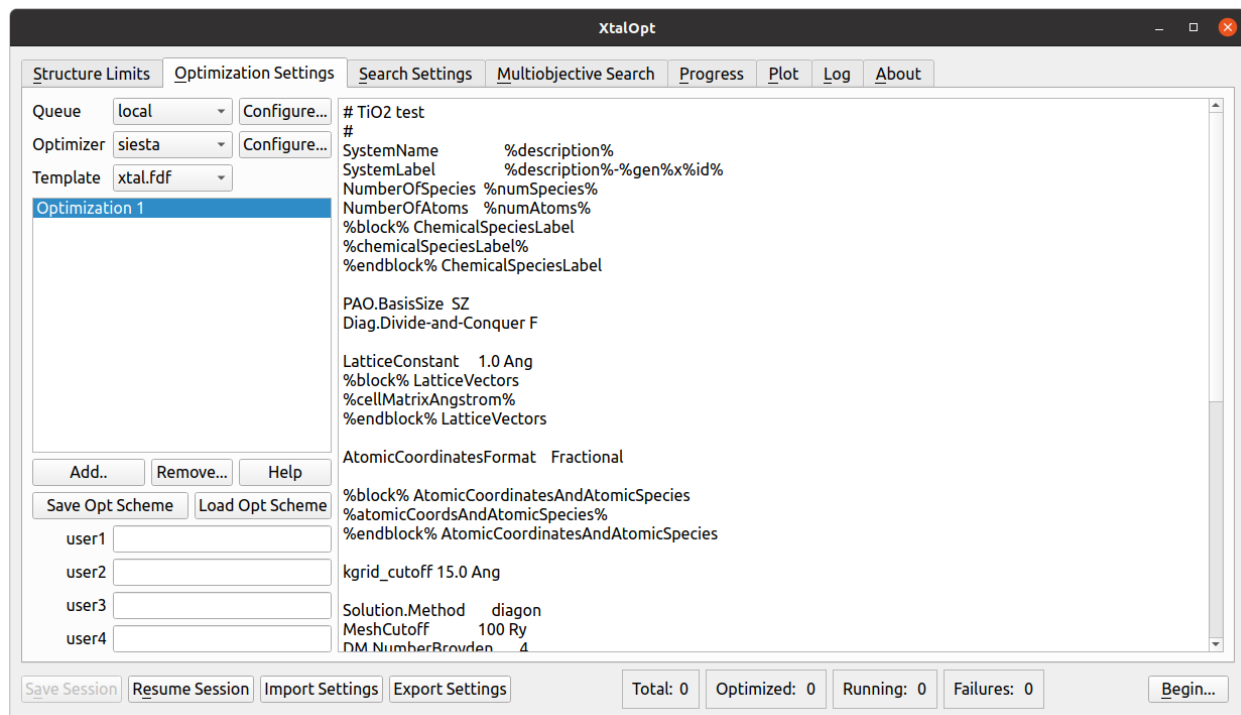 XtalOpt
Structure Limits Optimization Settings Search Settings Multiobjective Search Progress Plot Log About
Queue local Configure...
Optimizer siesta Configure...
Template xtal.fdf
Optimization 1
Add.. Remove... Help
Save Opt Scheme Load Opt Scheme
user1
user2
user3
user4
# TiO2 test
#
SystemName %description%
SystemLabel %description%-%gen%x%id%
NumberOfSpecies %numSpecies%
NumberOfAtoms %numAtoms%
%block% ChemicalSpeciesLabel
%chemicalSpeciesLabel%
%endblock% ChemicalSpeciesLabel
PAO.BasisSize SZ
Diag.Divide-and-Conquer F
LatticeConstant 1.0 Ang
%block% LatticeVectors
%cellMatrixAngstrom%
%endblock% LatticeVectors
AtomicCoordinatesFormat Fractional
%block% AtomicCoordinatesAndAtomicSpecies
%atomicCoordsAndAtomicSpecies%
%endblock% AtomicCoordinatesAndAtomicSpecies
kgrid_cutoff 15.0 Ang
Solution.Method diagon
MeshCutoff 100 Ry
DM.NumberBroyden 4
Save Session Resume Session Import Settings Export Settings Total: 0 Optimized: 0 Running: 0 Failures: 0 Begin...